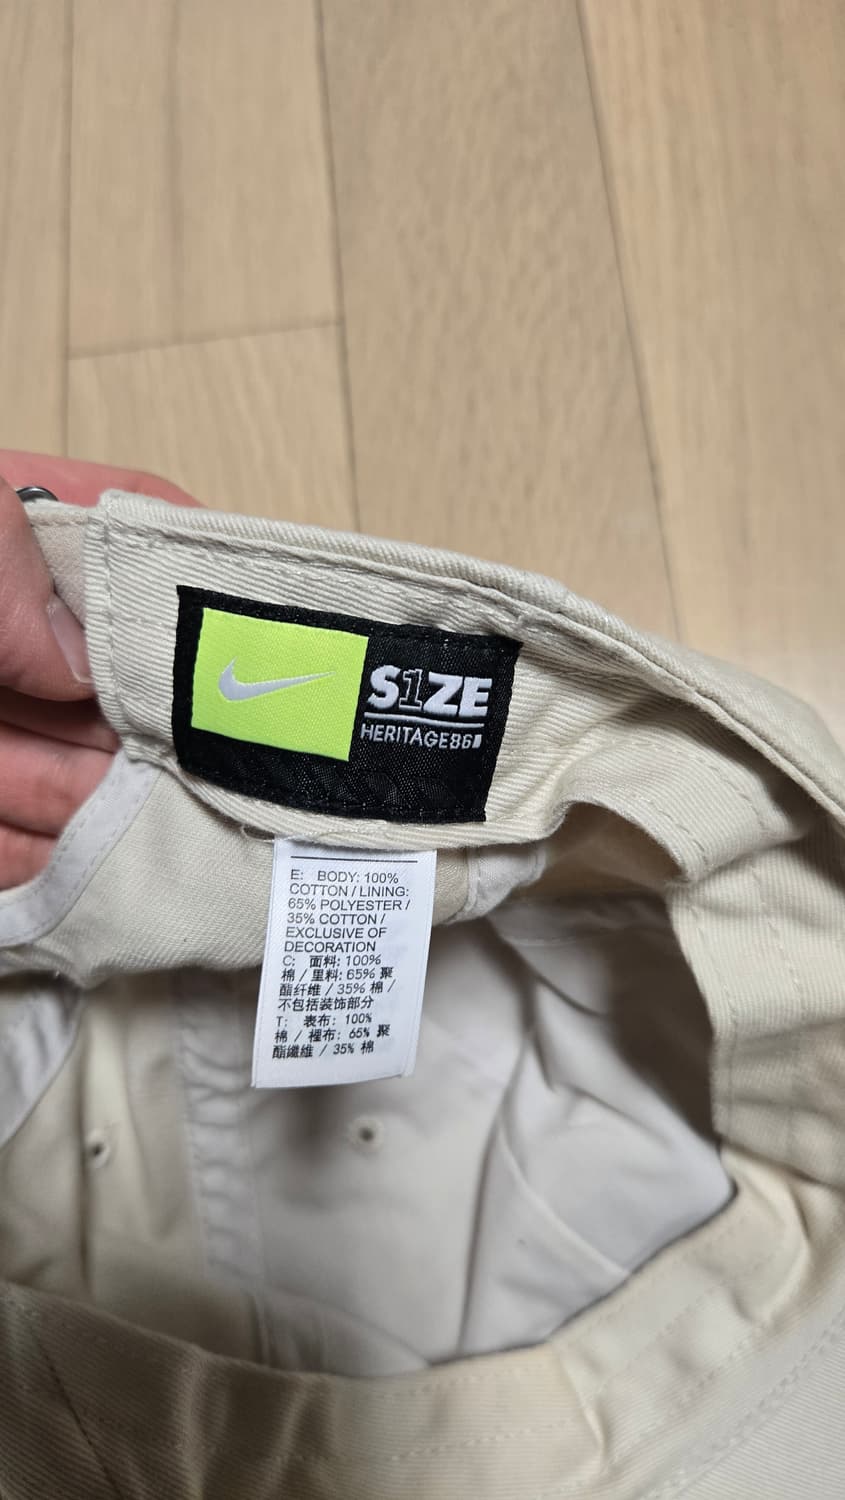 S1ZE
HERITAGE86
E: BODY: 100%
COTTON / LINING:
65% POLYESTER /
35% COTTON /
EXCLUSIVE OF
DECORATION
C: 面料: 100%
棉 / 里料: 65% 聚
酯纤维 / 35% 棉 /
不包括装饰部分
T: 表布: 100%
棉 / 裡布: 65% 聚
酯纖維 / 35% 棉